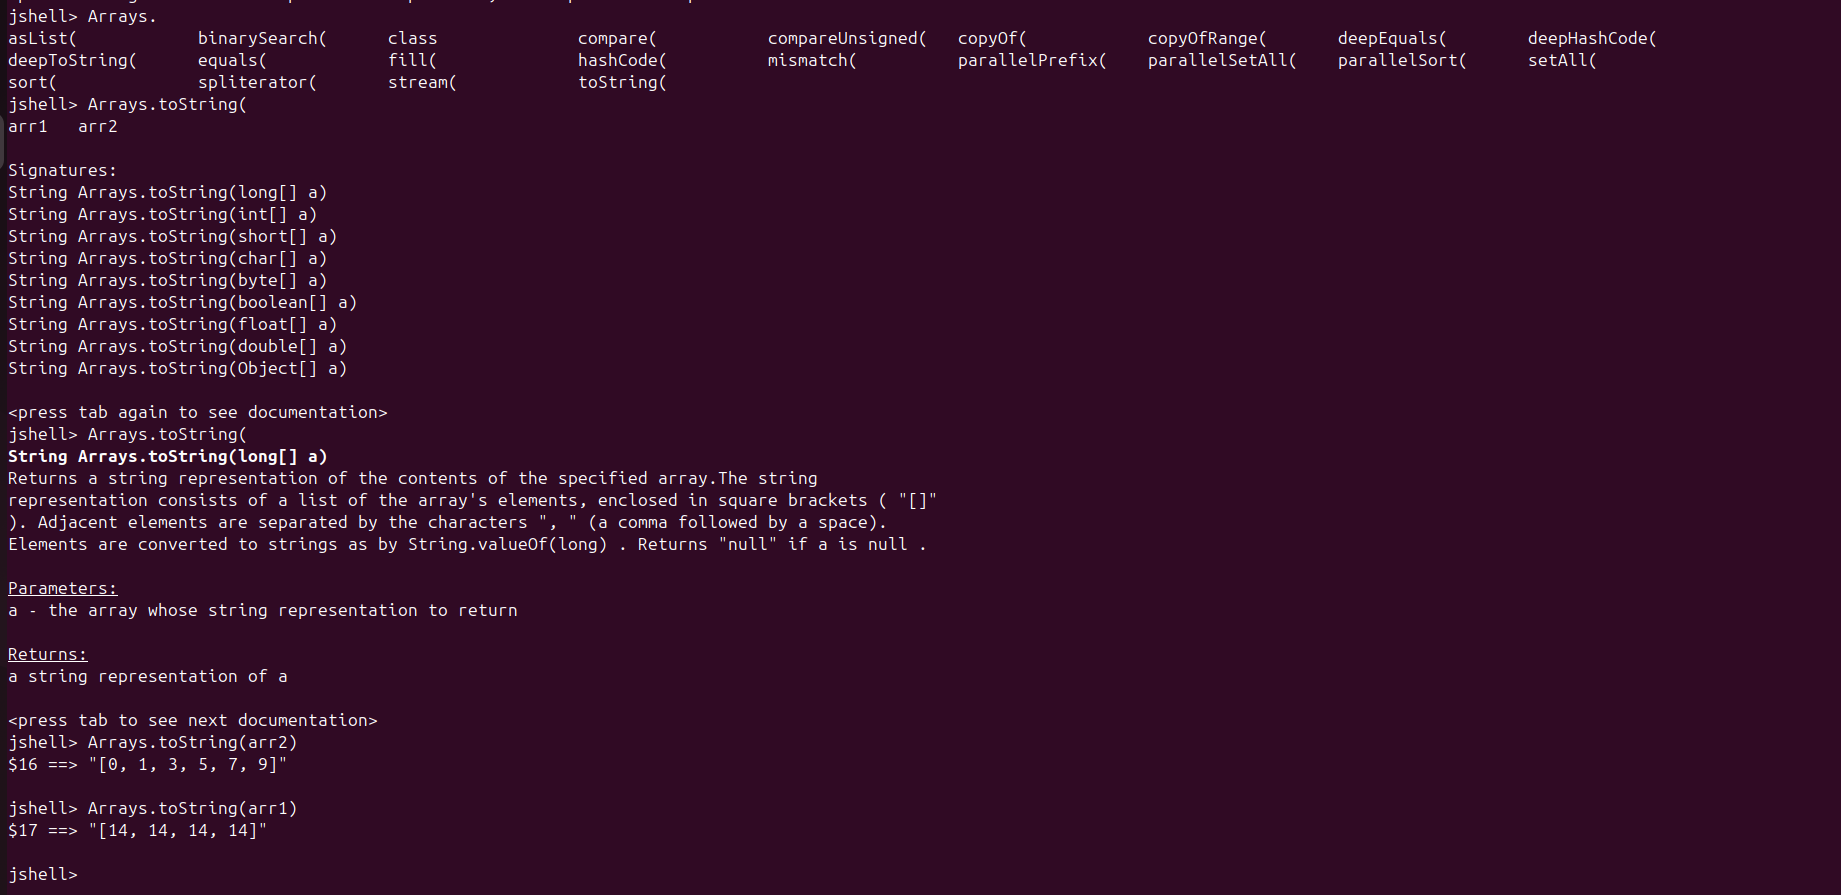 jshell> Arrays.
asList(            binarySearch(      class              compare(           compareUnsigned(   copyOf(            copyOfRange(       deepEquals(        deepHashCode(
deepToString(      equals(            fill(              hashCode(          mismatch(          parallelPrefix(    parallelSetAll(    parallelSort(      setAll(
sort(              spliterator(       stream(            toString(
jshell> Arrays.toString(
arr1   arr2

Signatures:
String Arrays.toString(long[] a)
String Arrays.toString(int[] a)
String Arrays.toString(short[] a)
String Arrays.toString(char[] a)
String Arrays.toString(byte[] a)
String Arrays.toString(boolean[] a)
String Arrays.toString(float[] a)
String Arrays.toString(double[] a)
String Arrays.toString(Object[] a)

<press tab again to see documentation>
jshell> Arrays.toString(
String Arrays.toString(long[] a)
Returns a string representation of the contents of the specified array.The string
representation consists of a list of the array's elements, enclosed in square brackets ( "[]"
). Adjacent elements are separated by the characters ", " (a comma followed by a space).
Elements are converted to strings as by String.valueOf(long) . Returns "null" if a is null .

Parameters:
a - the array whose string representation to return

Returns:
a string representation of a

<press tab to see next documentation>
jshell> Arrays.toString(arr2)
$16 ==> "[0, 1, 3, 5, 7, 9]"

jshell> Arrays.toString(arr1)
$17 ==> "[14, 14, 14, 14]"

jshell>